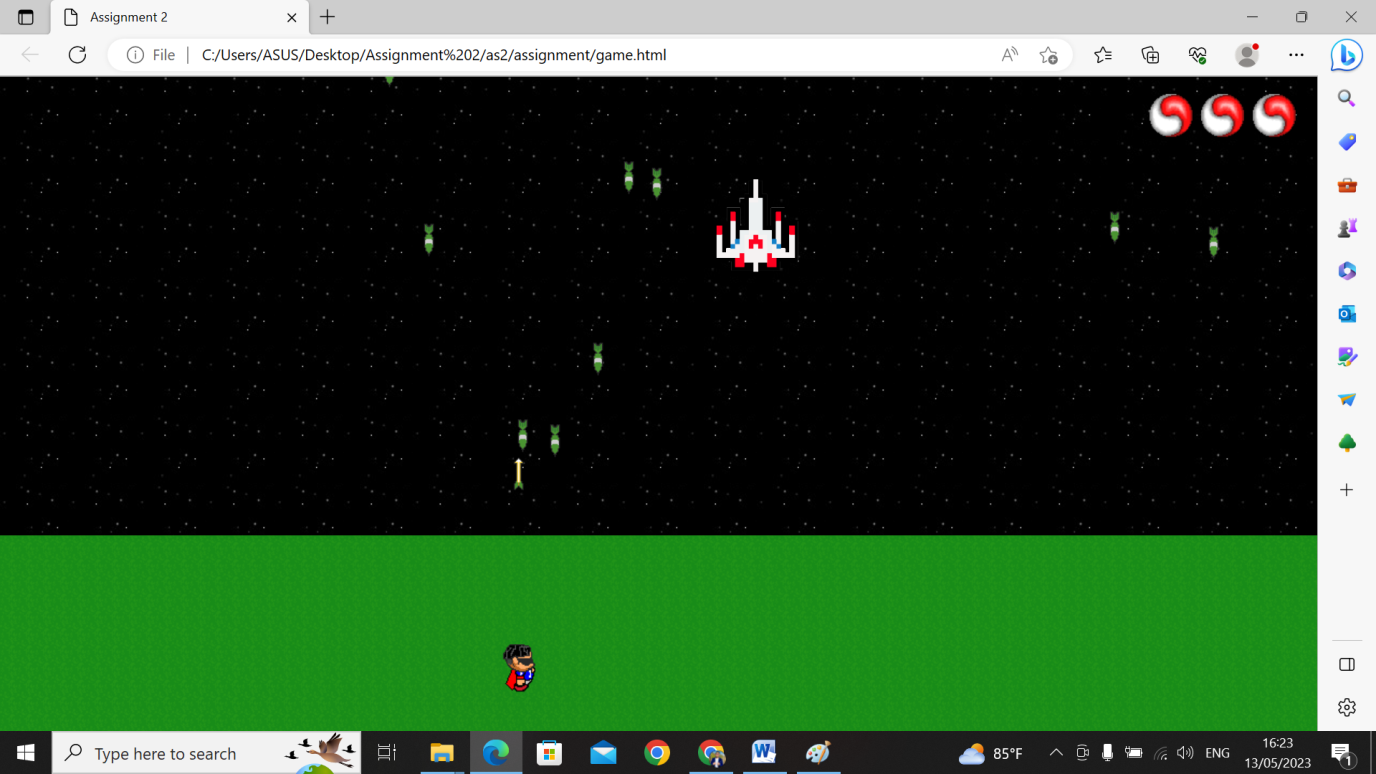 Assignment 2
File
C:/Users/ASUS/Desktop/Assignment%202/as2/assignment/game.html
Type here to search
85°F
ENG
16:23
13/05/2023
1